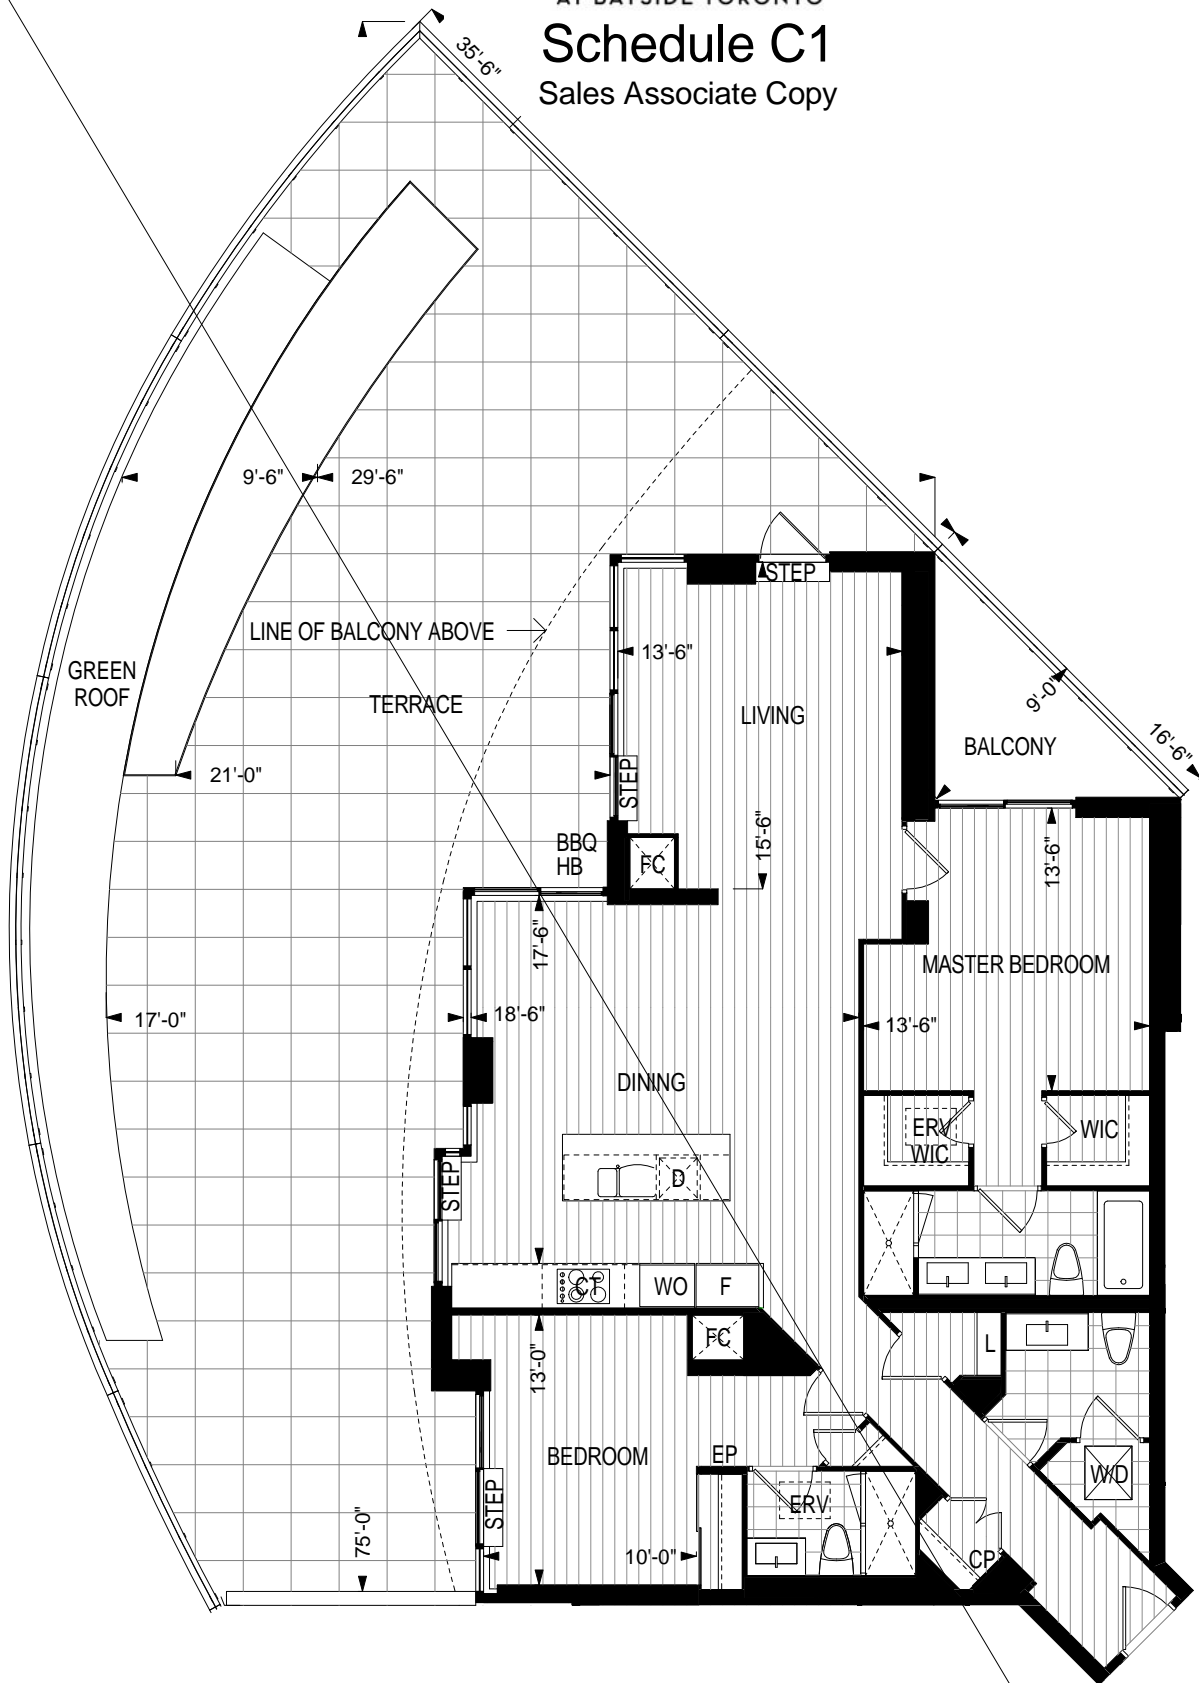 AT BAYSIDE TORONTO
Schedule C1
Sales Associate Copy
35'-6"
9'-6"
29'-6"
STEP
LINE OF BALCONY ABOVE
13'-6"
GREEN
ROOF
TERRACE
LIVING
9'-0"
BALCONY
16'-6"
21'-0"
STEP
BBQ
HB
FC
15'-6"
13'-6"
17'-6"
MASTER BEDROOM
17'-0"
18'-6"
13'-6"
DINING
ERV
WIC
WIC
STEP
D
CT
WO
F
FC
L
13'-0"
BEDROOM
EP
W/D
STEP
ERV
75'-0"
10'-0"
CP